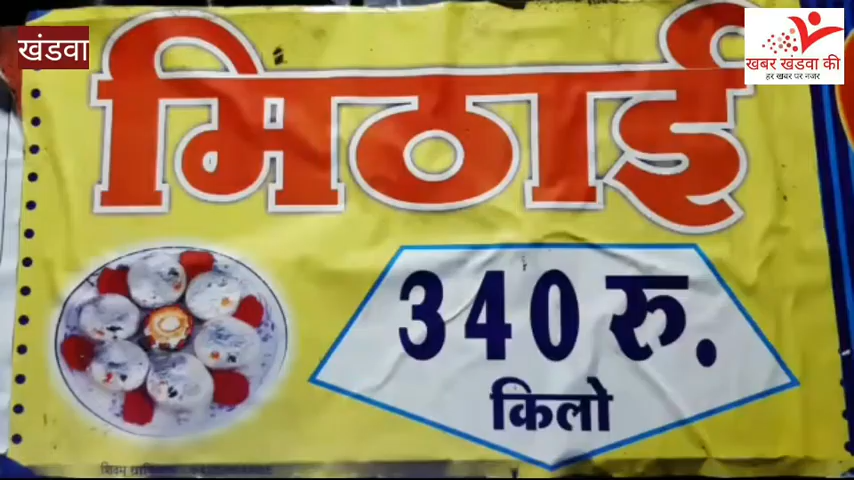 खंडवा
खबर खंडवा की
हर खबर पर नजर
मिठाई
340 रु.
किलो